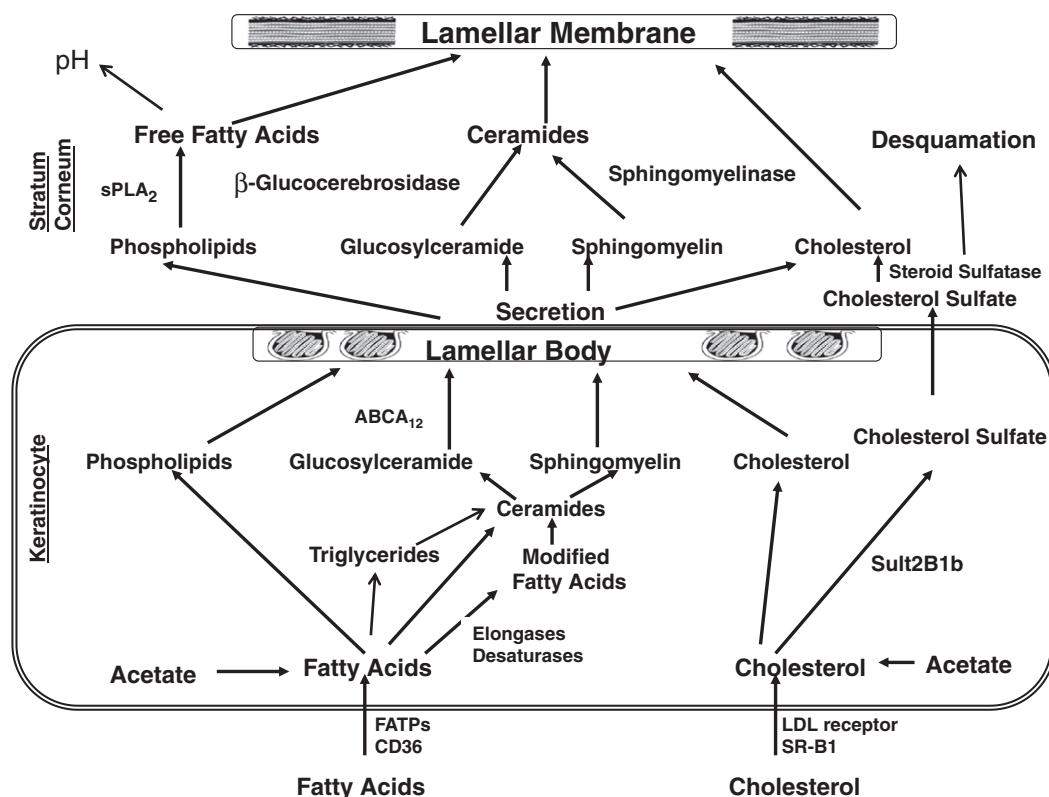 Lamellar Membrane
pH
Free Fatty Acids
Ceramides
Desquamation
Stratum
Corneum
sPLA2
β-Glucocerebrosidase
Sphingomyelinase
Phospholipids
Glucosylceramide
Sphingomyelin
Cholesterol
Steroid Sulfatase
Cholesterol Sulfate
Secretion
Lamellar Body
Keratinocyte
ABCA12
Phospholipids
Glucosylceramide
Sphingomyelin
Cholesterol
Cholesterol Sulfate
Ceramides
Triglycerides
Modified
Fatty Acids
Sult2B1b
Elongases
Desaturases
Acetate
Fatty Acids
Cholesterol
Acetate
FATPs
CD36
LDL receptor
SR-B1
Fatty Acids
Cholesterol